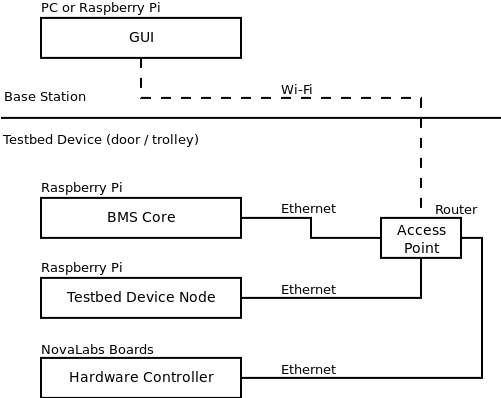 PC or Raspberry Pi
GUI
Wi-Fi
Base Station
Testbed Device (door / trolley)
Raspberry Pi
BMS Core
Ethernet
Router
Access
Point
Raspberry Pi
Testbed Device Node
Ethernet
NovaLabs Boards
Hardware Controller
Ethernet